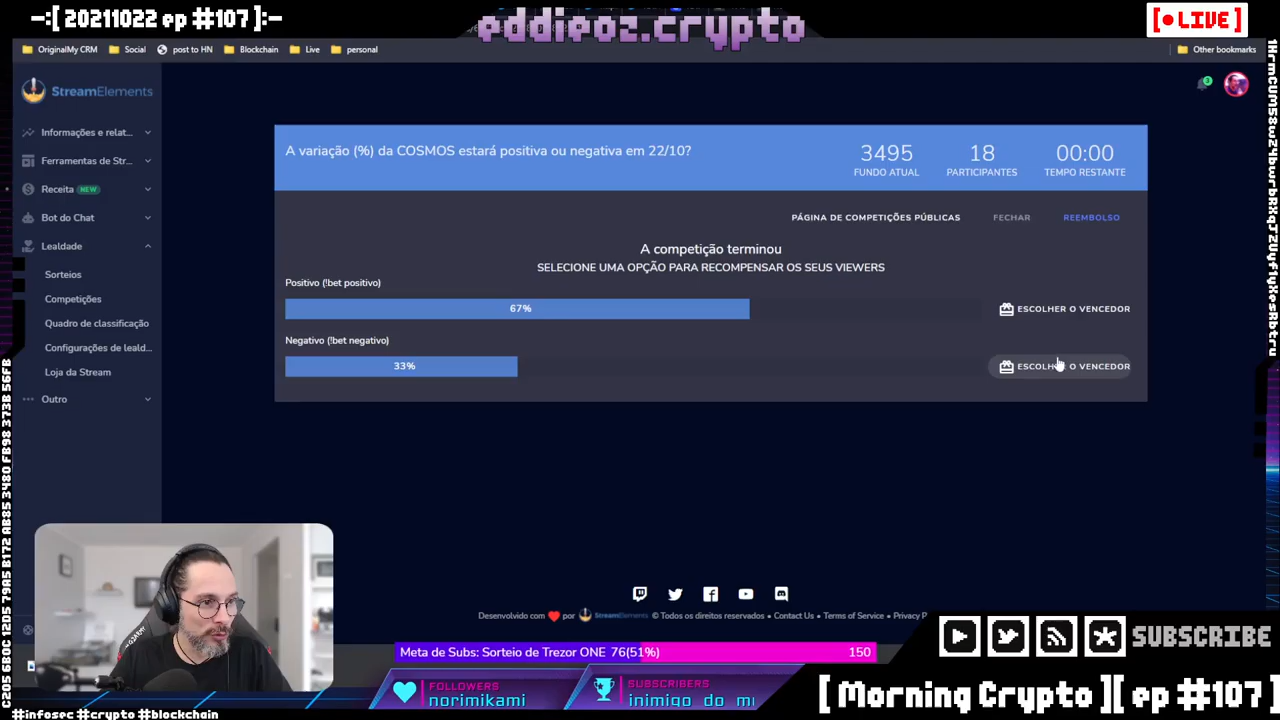 -:[ 20211022 ep #107 ]:-
eddieoz.crypto
[ LIVE ]
OriginalMy CRM
Social
post to HN
Blockchain
Live
personal
Other bookmarks
StreamElements
3
Informações e relat...
Ferramentas de Str...
Receita NEW
Bot do Chat
Lealdade
Sorteios
Competições
Quadro de classificação
Configurações de leald...
Loja da Stream
Outro
A variação (%) da COSMOS estará positiva ou negativa em 22/10?
3495
FUNDO ATUAL
18
PARTICIPANTES
00:00
TEMPO RESTANTE
PÁGINA DE COMPETIÇÕES PÚBLICAS
FECHAR
REEMBOLSO
A competição terminou
SELECIONE UMA OPÇÃO PARA RECOMPENSAR OS SEUS VIEWERS
Positivo (!bet positivo)
67%
ESCOLHER O VENCEDOR
Negativo (!bet negativo)
33%
ESCOLHER O VENCEDOR
Desenvolvido com por StreamElements © Todos os direitos reservados • Contact Us • Terms of Service • Privacy P
Meta de Subs: Sorteio de Trezor ONE 76(51%)
150
SUBSCRIBE
FOLLOWERS
norimikami
SUBSCRIBERS
inimigo do m
[ Morning Crypto ][ ep #107 ]
#infosec #crypto #blockchain